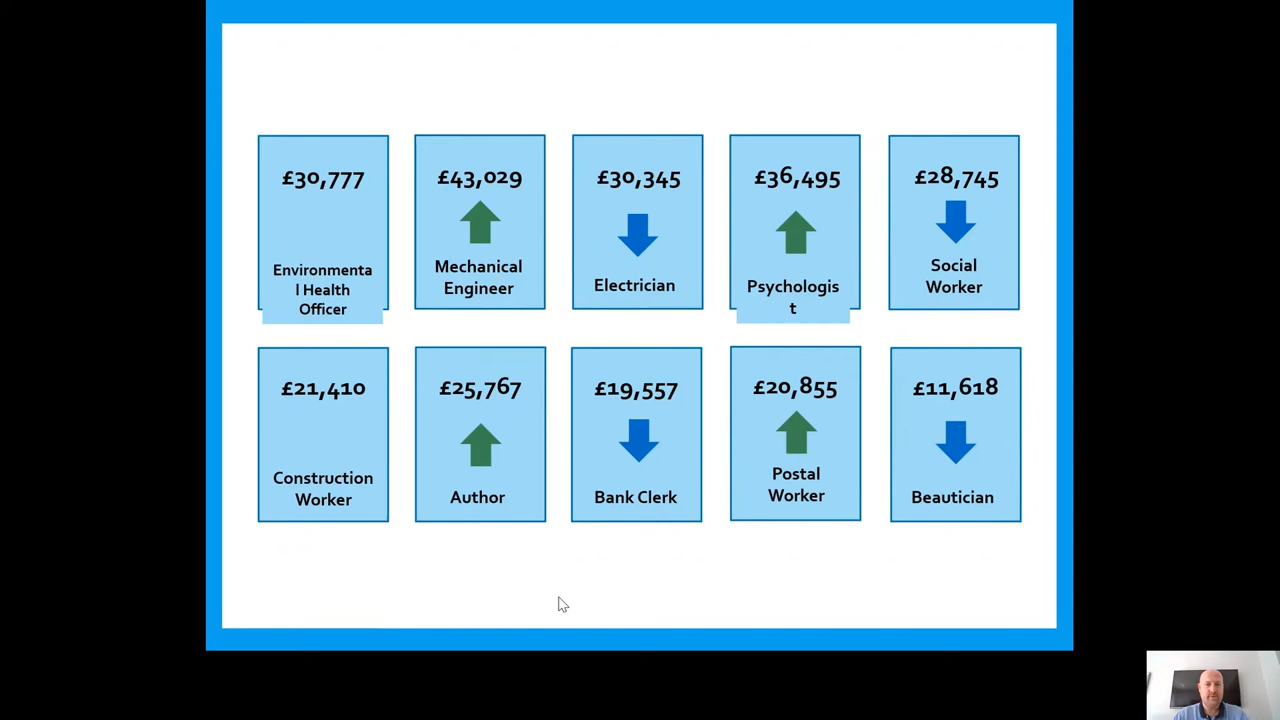 £30,777
Environmenta
l Health
Officer
£43,029
Mechanical
Engineer
£30,345
Electrician
£36,495
Psychologis
t
£28,745
Social
Worker
£21,410
Construction
Worker
£25,767
Author
£19,557
Bank Clerk
£20,855
Postal
Worker
£11,618
Beautician